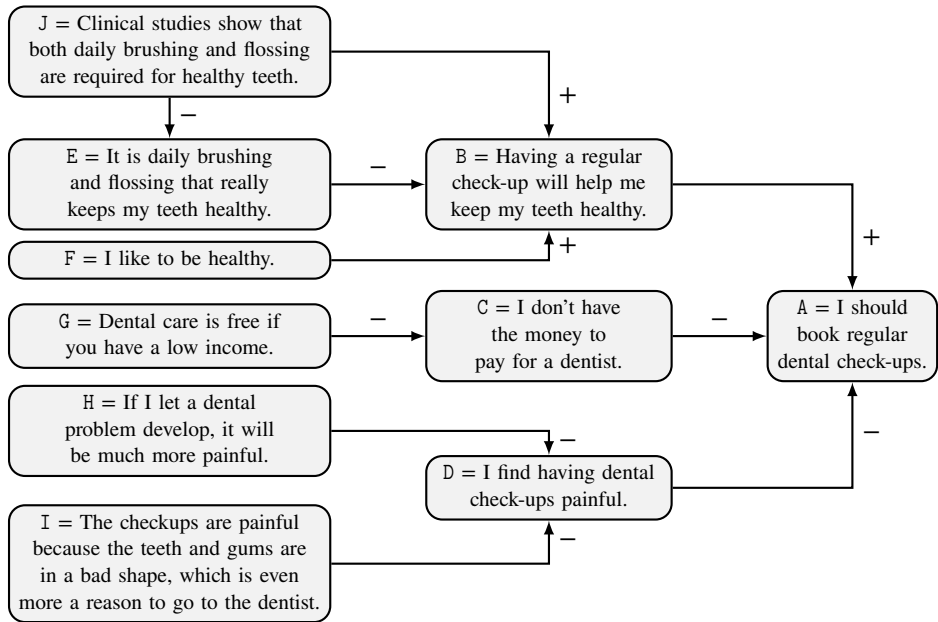 J = Clinical studies show that
both daily brushing and flossing
are required for healthy teeth.
+
−
E = It is daily brushing
and flossing that really
keeps my teeth healthy.
−
B = Having a regular
check-up will help me
keep my teeth healthy.
+
F = I like to be healthy.
+
G = Dental care is free if
you have a low income.
−
C = I don't have
the money to
pay for a dentist.
−
A = I should
book regular
dental check-ups.
H = If I let a dental
problem develop, it will
be much more painful.
−
−
D = I find having dental
check-ups painful.
I = The checkups are painful
because the teeth and gums are
in a bad shape, which is even
more a reason to go to the dentist.
−